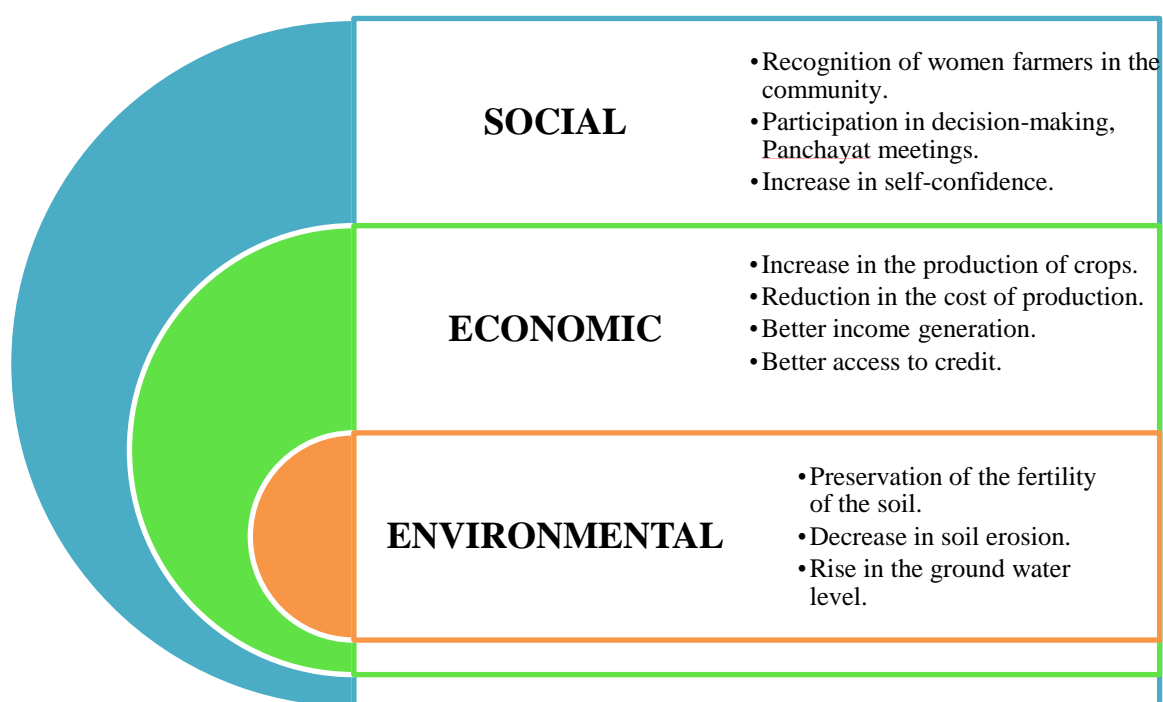 SOCIAL
•Recognition of women farmers in the
community.
•Participation in decision-making,
Panchayat meetings.
•Increase in self-confidence.
ECONOMIC
•Increase in the production of crops.
•Reduction in the cost of production.
•Better income generation.
•Better access to credit.
ENVIRONMENTAL
•Preservation of the fertility
of the soil.
•Decrease in soil erosion.
•Rise in the ground water
level.